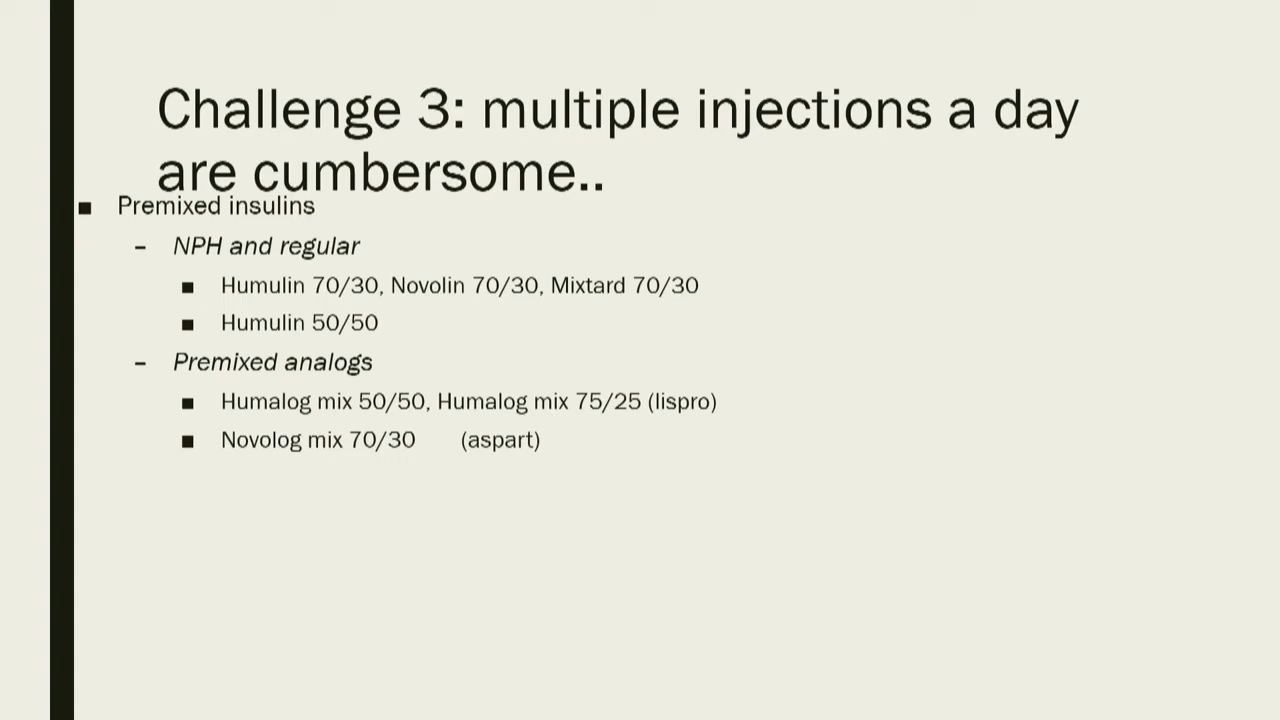 Challenge 3: multiple injections a day
are cumbersome..
■ Premixed insulins
– NPH and regular
■ Humulin 70/30, Novolin 70/30, Mixtard 70/30
■ Humulin 50/50
– Premixed analogs
■ Humalog mix 50/50, Humalog mix 75/25 (lispro)
■ Novolog mix 70/30 (aspart)